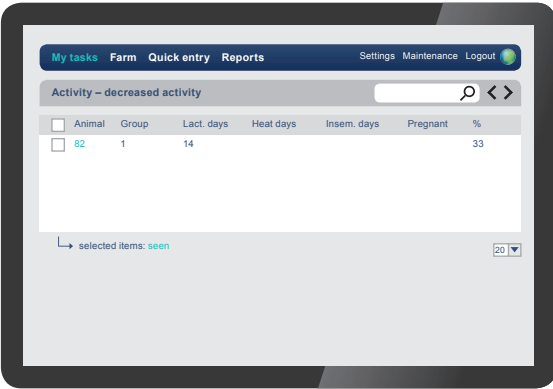 My tasks Farm Quick entry Reports Settings Maintenance Logout
Activity – decreased activity
Animal Group Lact. days Heat days Insem. days Pregnant %
82 1 14 33
selected items: seen
20